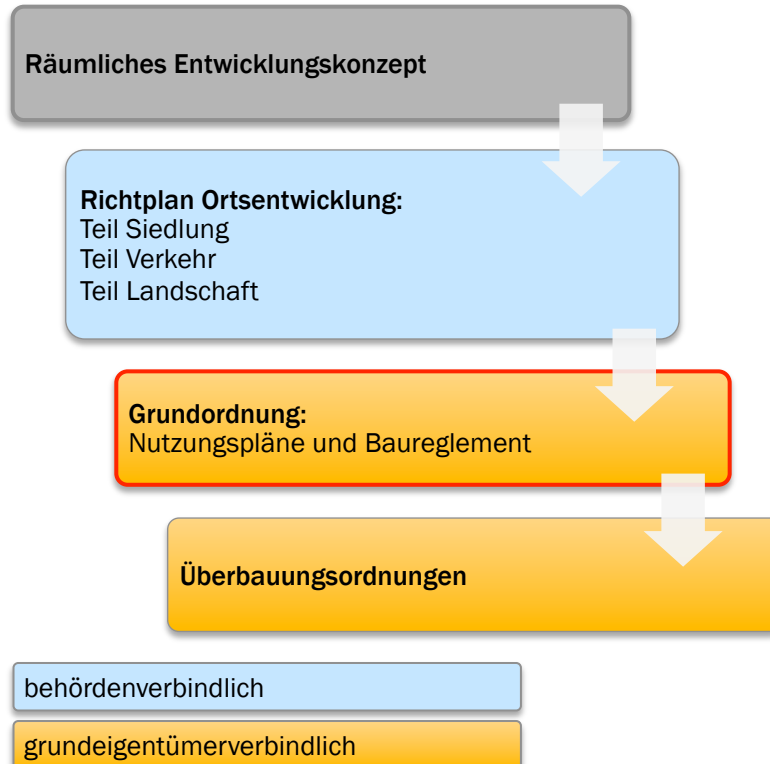 Räumliches Entwicklungskonzept
Richtplan Ortsentwicklung:
Teil Siedlung
Teil Verkehr
Teil Landschaft
Grundordnung:
Nutzungspläne und Baureglement
Überbauungsordnungen
behördenverbindlich
grundeigentümerverbindlich